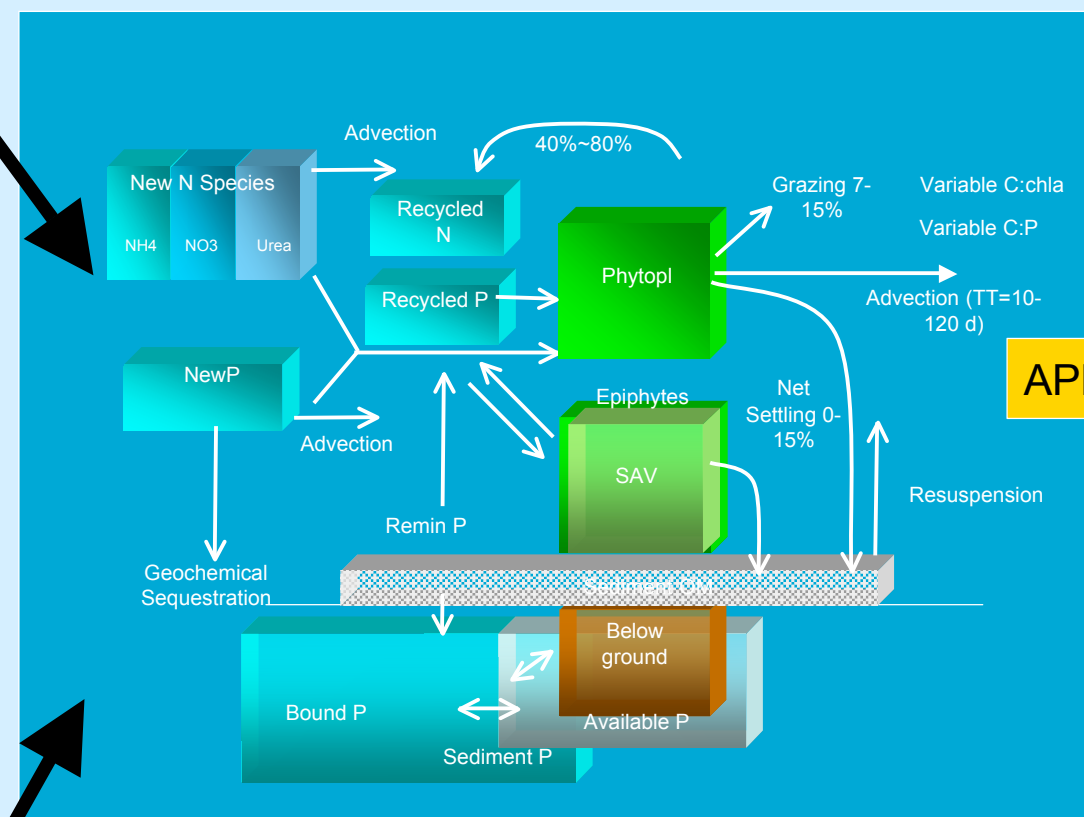 Advection
40%~80%
New N Species
NH4
NO3
Urea
Recycled
N
Grazing 7-
15%
Variable C:chla
Variable C:P
Recycled P
Phytopl
Advection (TT=10-
120 d)
NewP
Advection
Epiphytes
Net
Settling 0-
15%
SAV
Remin P
Resuspension
Geochemical
Sequestration
Sediment OM
Below
ground
Bound P
Available P
Sediment P